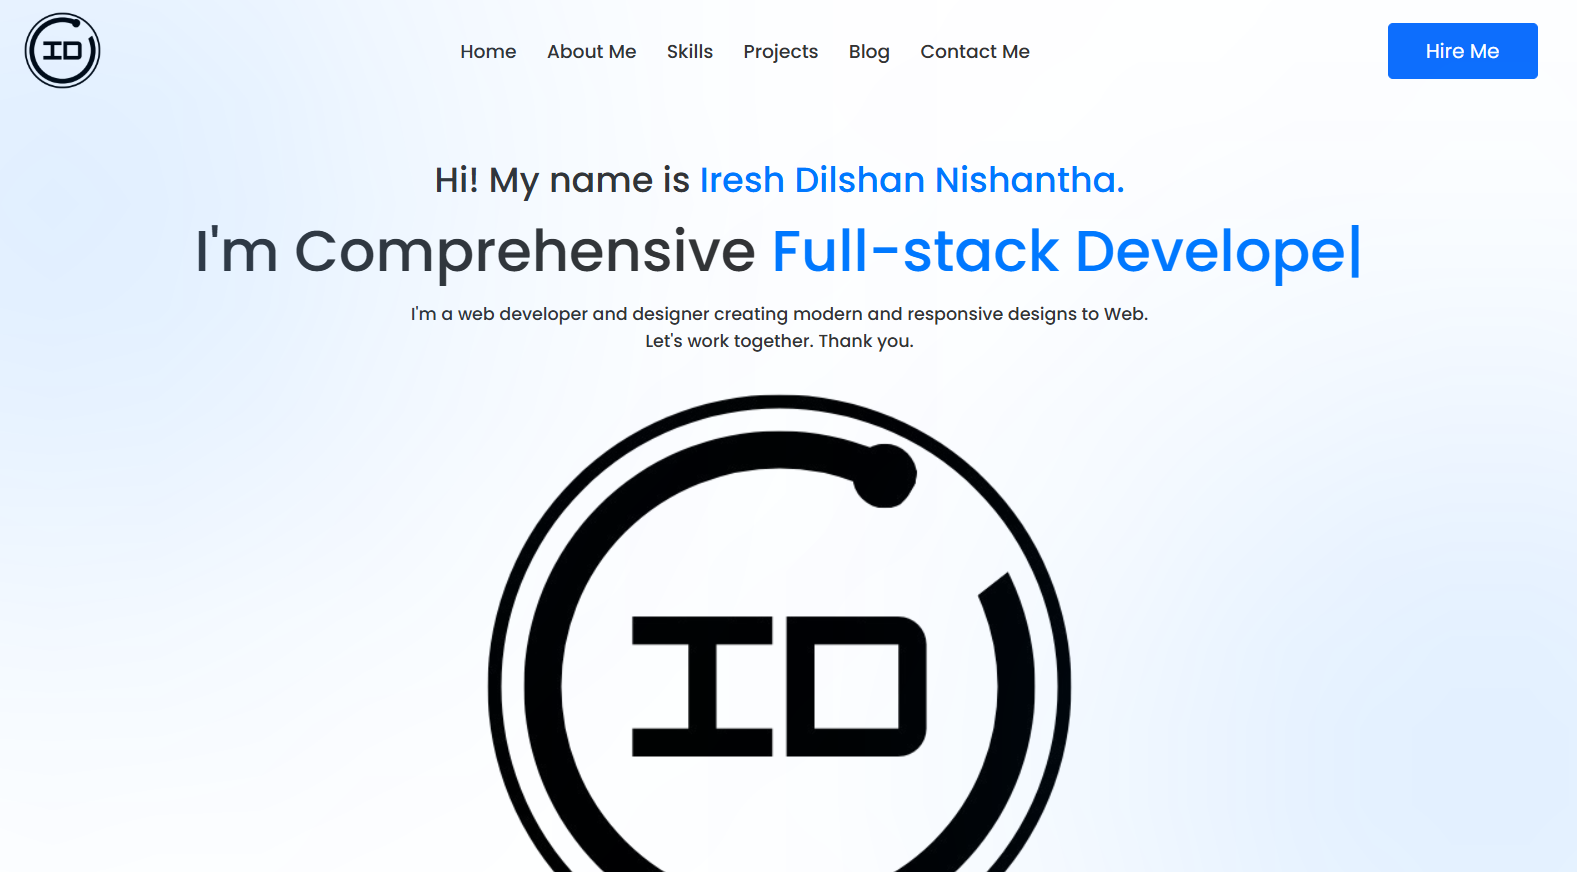 ID
Home About Me Skills Projects Blog Contact Me
Hire Me
Hi! My name is Iresh Dilshan Nishantha.
I'm Comprehensive Full-stack Develope|
I'm a web developer and designer creating modern and responsive designs to Web.
Let's work together. Thank you.
ID